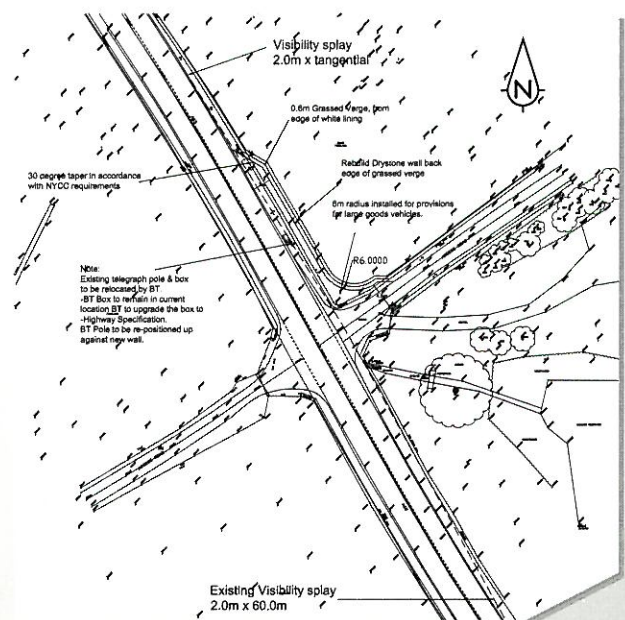 Visibility splay
2.0m x tangential
N
0.6m Grassed Verge, from
edge of white lining
30 degree taper in accordance
with NYCC requirements
Rebuild Drystone wall back
edge of grassed verge
6m radius installed for provisions
for large goods vehicles.
R6.0000
Note:
Existing telegraph pole & box
to be relocated by BT.
-BT Box to remain in current
location BT to upgrade the box to
-Highway Specification.
BT Pole to be re-positioned up
against new wall.
Existing Visibility splay
2.0m x 60.0m